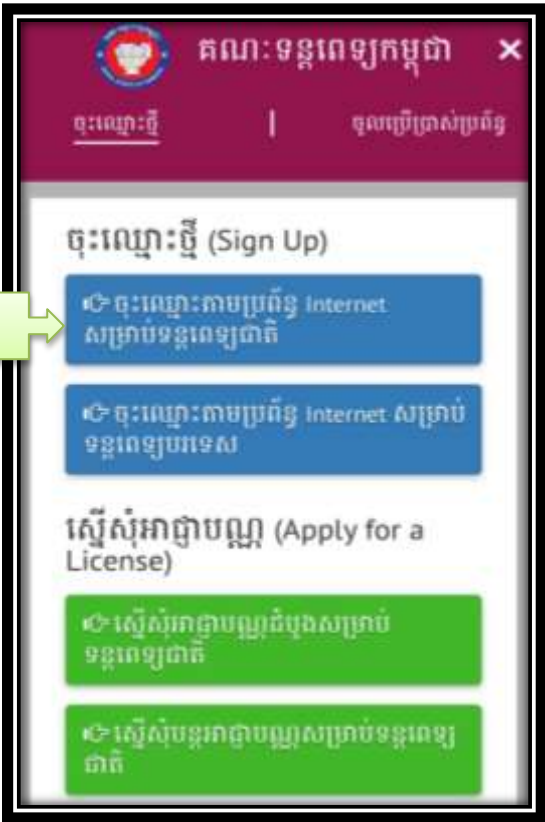 គណៈទន្តពេទ្យកម្ពុជា ×
ចុះឈ្មោះថ្មី | ចូលប្រើប្រាស់ប្រព័ន្ធ
ចុះឈ្មោះថ្មី (Sign Up)
ចុះឈ្មោះតាមប្រព័ន្ធ Internet
សម្រាប់ទន្តពេទ្យជាតិ
ចុះឈ្មោះតាមប្រព័ន្ធ Internet សម្រាប់
ទន្តពេទ្យបរទេស
ស្នើសុំអាជ្ញាបណ្ណ (Apply for a
License)
ស្នើសុំអាជ្ញាបណ្ណដំបូងសម្រាប់
ទន្តពេទ្យជាតិ
ស្នើសុំបន្តអាជ្ញាបណ្ណសម្រាប់ទន្តពេទ្យ
ជាតិ